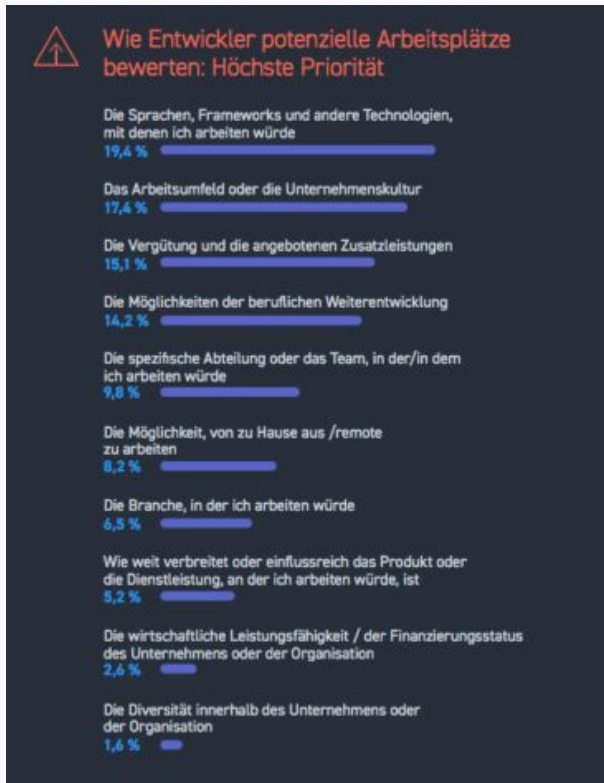 Wie Entwickler potenzielle Arbeitsplätze
bewerten: Höchste Priorität
Die Sprachen, Frameworks und andere Technologien,
mit denen ich arbeiten würde
19,4 %
Das Arbeitsumfeld oder die Unternehmenskultur
17,4 %
Die Vergütung und die angebotenen Zusatzleistungen
15,1 %
Die Möglichkeiten der beruflichen Weiterentwicklung
14,2 %
Die spezifische Abteilung oder das Team, in der/in dem
ich arbeiten würde
9,8 %
Die Möglichkeit, von zu Hause aus /remote
zu arbeiten
8,2 %
Die Branche, in der ich arbeiten würde
6,5 %
Wie weit verbreitet oder einflussreich das Produkt oder
die Dienstleistung, an der ich arbeiten würde, ist
5,2 %
Die wirtschaftliche Leistungsfähigkeit / der Finanzierungsstatus
des Unternehmens oder der Organisation
2,6 %
Die Diversität innerhalb des Unternehmens oder
der Organisation
1,6 %